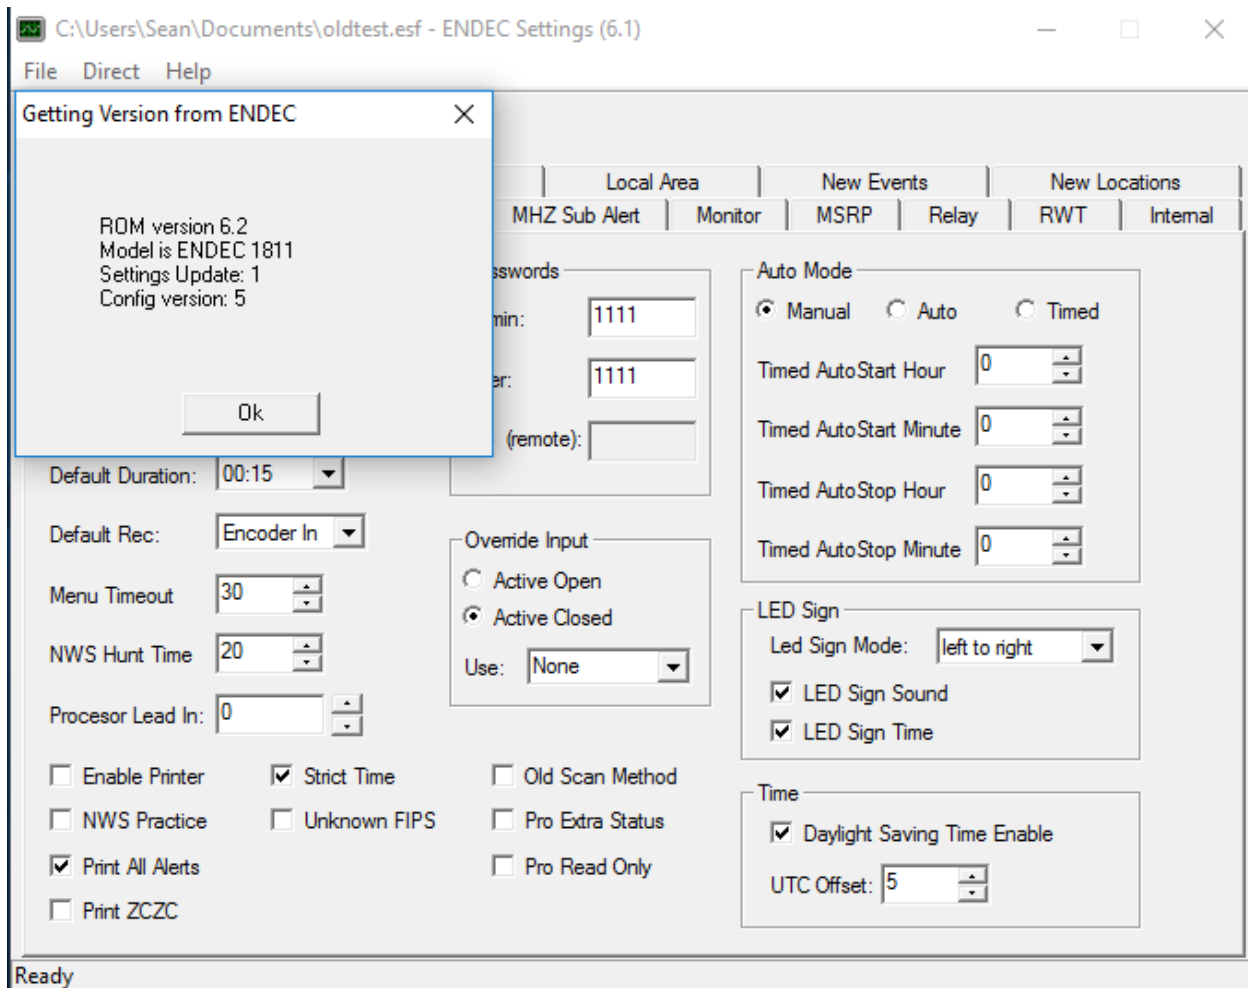 C:\Users\Sean\Documents\oldtest.esf - ENDEC Settings (6.1)
File Direct Help
Getting Version from ENDEC
ROM version 6.2
Model is ENDEC 1811
Settings Update: 1
Config version: 5
Ok
Local Area New Events New Locations
MHZ Sub Alert Monitor MSRP Relay RWT Internal
sswords
min: 1111
er: 1111
(remote):
Auto Mode
Manual Auto Timed
Timed AutoStart Hour 0
Timed AutoStart Minute 0
Timed AutoStop Hour 0
Timed AutoStop Minute 0
Default Duration: 00:15
Default Rec: Encoder In
Menu Timeout 30
NWS Hunt Time 20
Procesor Lead In: 0
Override Input
Active Open
Active Closed
Use: None
LED Sign
Led Sign Mode: left to right
LED Sign Sound
LED Sign Time
Enable Printer Strict Time Old Scan Method
NWS Practice Unknown FIPS Pro Extra Status
Print All Alerts Pro Read Only
Print ZCZC
Time
Daylight Saving Time Enable
UTC Offset: 5
Ready